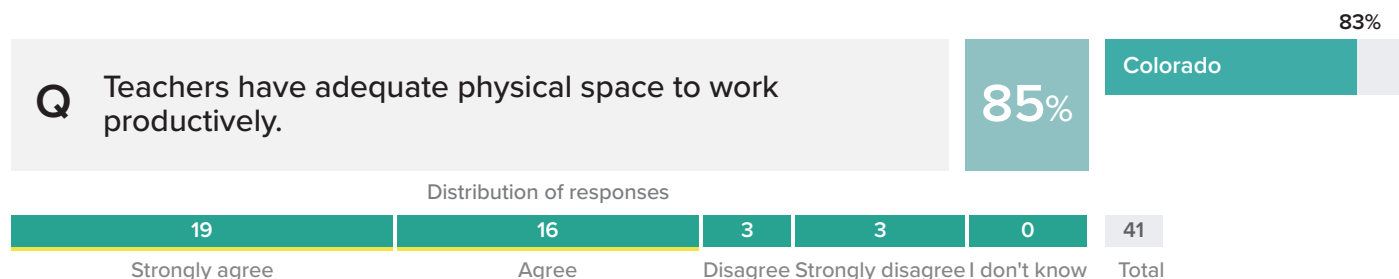 83%
Q Teachers have adequate physical space to work
productively.
85%
Colorado
Distribution of responses
19 16 3 3 0 41
Strongly agree Agree Disagree Strongly disagree I don't know Total